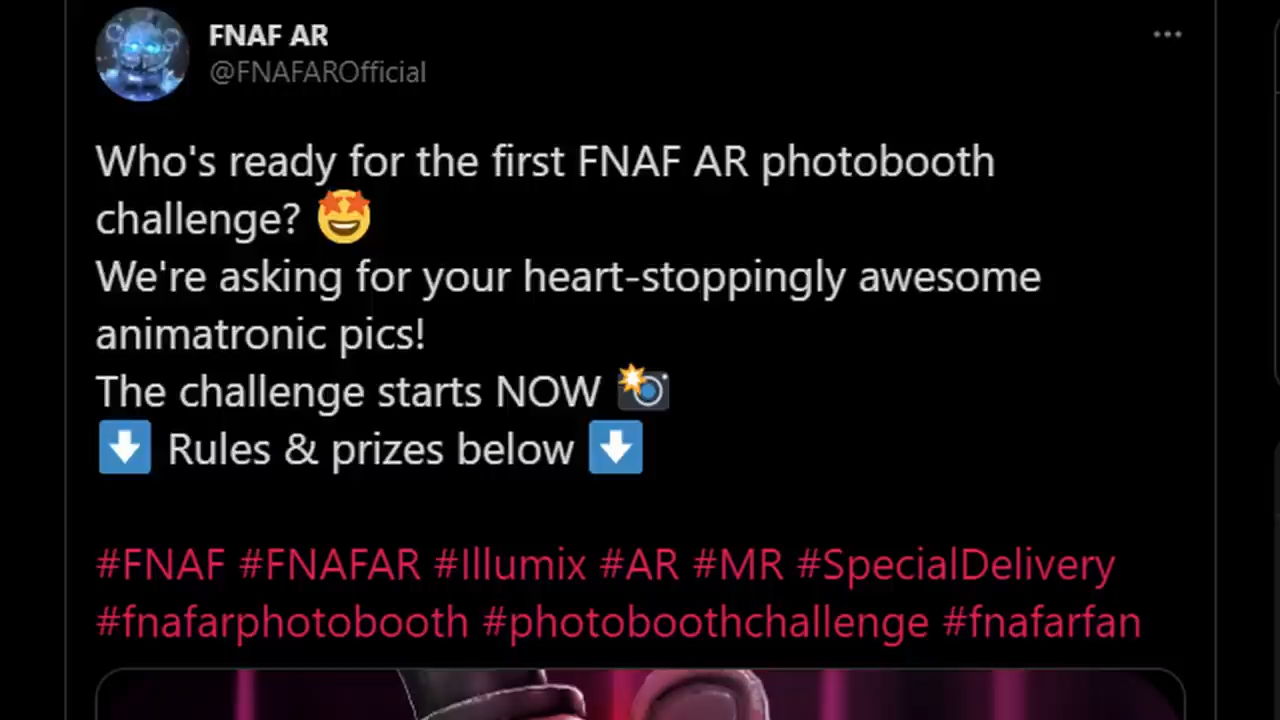 FNAF AR
@FNAFAROfficial
Who's ready for the first FNAF AR photobooth
challenge? 🤩
We're asking for your heart-stoppingly awesome
animatronic pics!
The challenge starts NOW 📸
⬇️ Rules & prizes below ⬇️
#FNAF #FNAFAR #Illumix #AR #MR #SpecialDelivery
#fnafarphotobooth #photoboothchallenge #fnafarfan